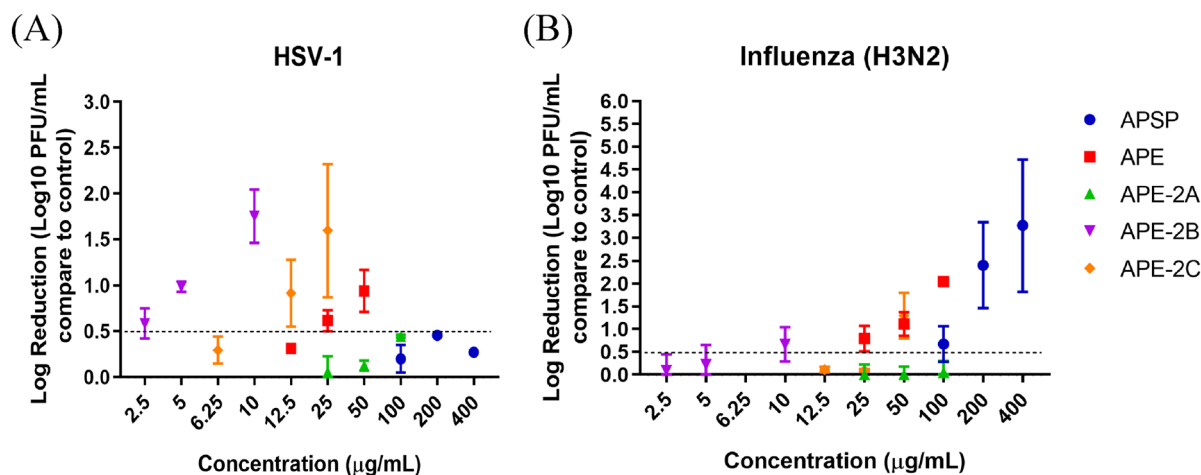 (A)
HSV-1
Log Reduction (Log10 PFU/mL
compare to control)
3.0
2.5
2.0
1.5
1.0
0.5
0.0
2.5
5
6.25
10
12.5
25
50
100
200
400
Concentration (μg/mL)
(B)
Influenza (H3N2)
Log Reduction (Log10 PFU/mL
compare to control)
6.0
5.5
5.0
4.5
4.0
3.5
3.0
2.5
2.0
1.5
1.0
0.5
0.0
2.5
5
6.25
10
12.5
25
50
100
200
400
Concentration (μg/mL)
APSP
APE
APE-2A
APE-2B
APE-2C